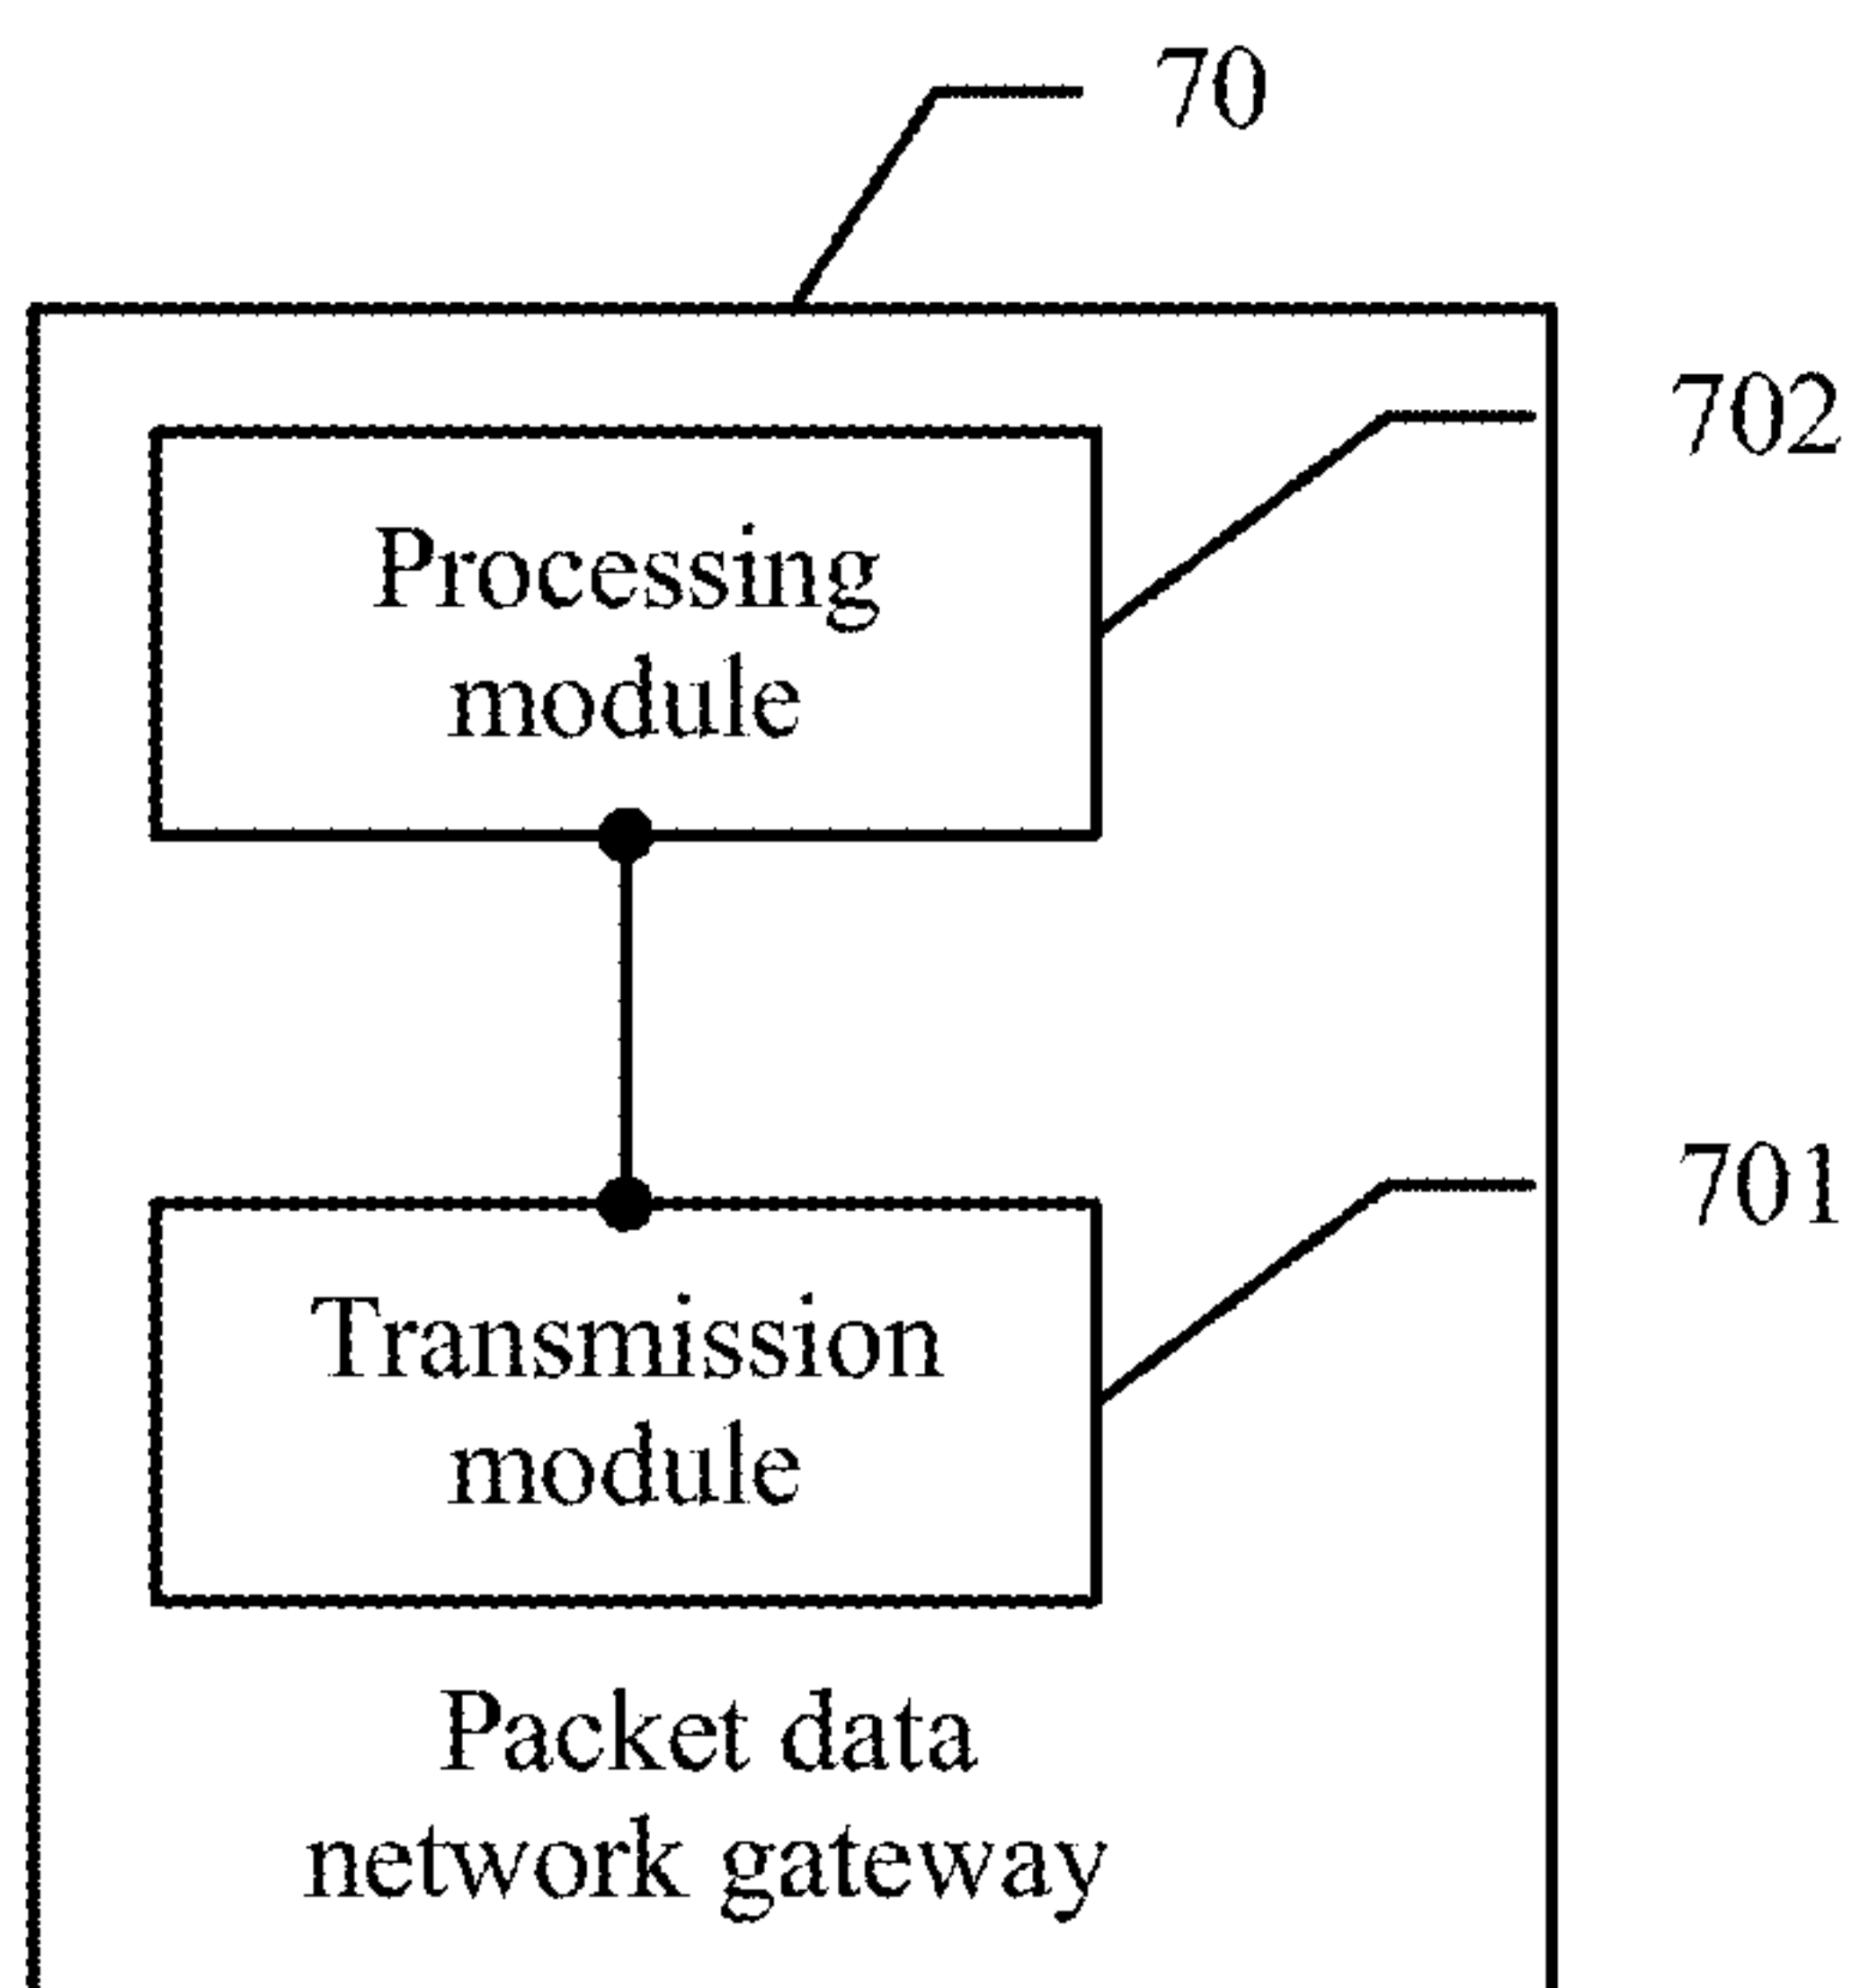 70
702
Processing
module
701
Transmission
module
Packet data
network gateway